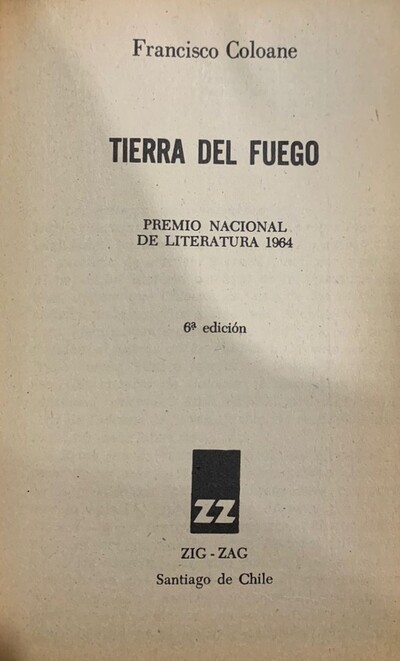 Francisco Coloane
TIERRA DEL FUEGO
PREMIO NACIONAL
DE LITERATURA 1964
6ª edición
ZZ
ZIG - ZAG
Santiago de Chile